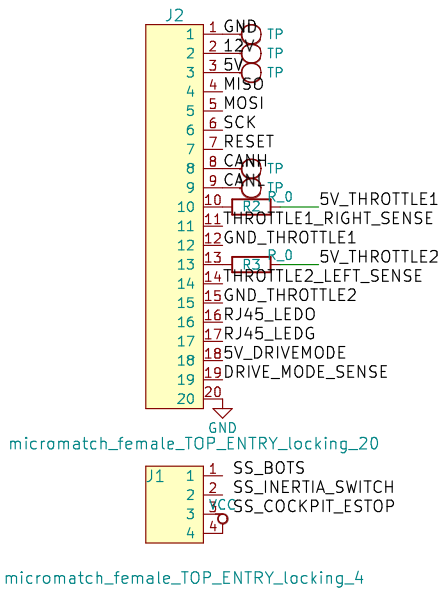 J2
1 1 GND TP
2 2 12V TP
3 3 5V TP
4 4 MISO
5 5 MOSI
6 6 SCK
7 7 RESET
8 8 CANH TP
9 9 CANL TP
10 10 R2 R_0 5V_THROTTLE1
11 11 THROTTLE1_RIGHT_SENSE
12 12 GND_THROTTLE1
13 13 R3 R_0 5V_THROTTLE2
14 14 THROTTLE2_LEFT_SENSE
15 15 GND_THROTTLE2
16 16 RJ45_LEDO
17 17 RJ45_LEDG
18 18 5V_DRIVEMODE
19 19 DRIVE_MODE_SENSE
20 20
GND
micromatch_female_TOP_ENTRY_locking_20
J1
1 1 SS_BOTS
2 2 SS_INERTIA_SWITCH
3 3 SS_COCKPIT_ESTOP
VCC
4 4
micromatch_female_TOP_ENTRY_locking_4